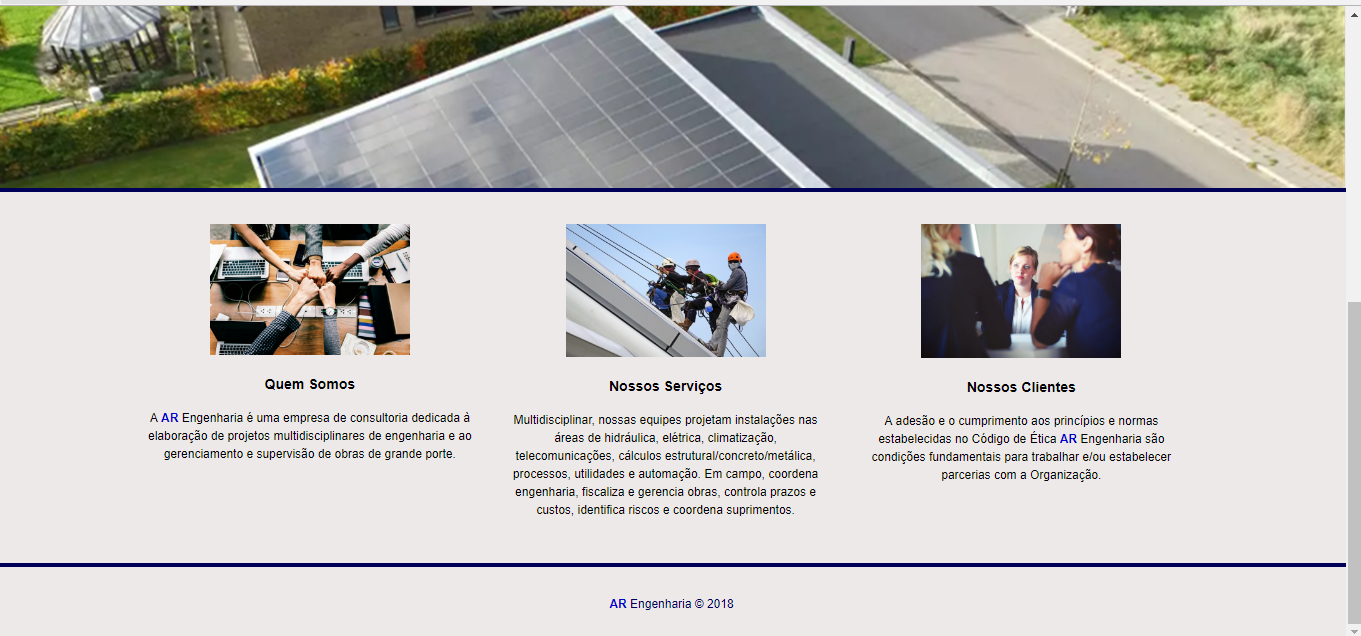 Quem Somos
A AR Engenharia é uma empresa de consultoria dedicada à
elaboração de projetos multidisciplinares de engenharia e ao
gerenciamento e supervisão de obras de grande porte.
Nossos Serviços
Multidisciplinar, nossas equipes projetam instalações nas
áreas de hidráulica, elétrica, climatização,
telecomunicações, cálculos estrutural/concreto/metálica,
processos, utilidades e automação. Em campo, coordena
engenharia, fiscaliza e gerencia obras, controla prazos e
custos, identifica riscos e coordena suprimentos.
Nossos Clientes
A adesão e o cumprimento aos princípios e normas
estabelecidas no Código de Ética AR Engenharia são
condições fundamentais para trabalhar e/ou estabelecer
parcerias com a Organização.
AR Engenharia © 2018